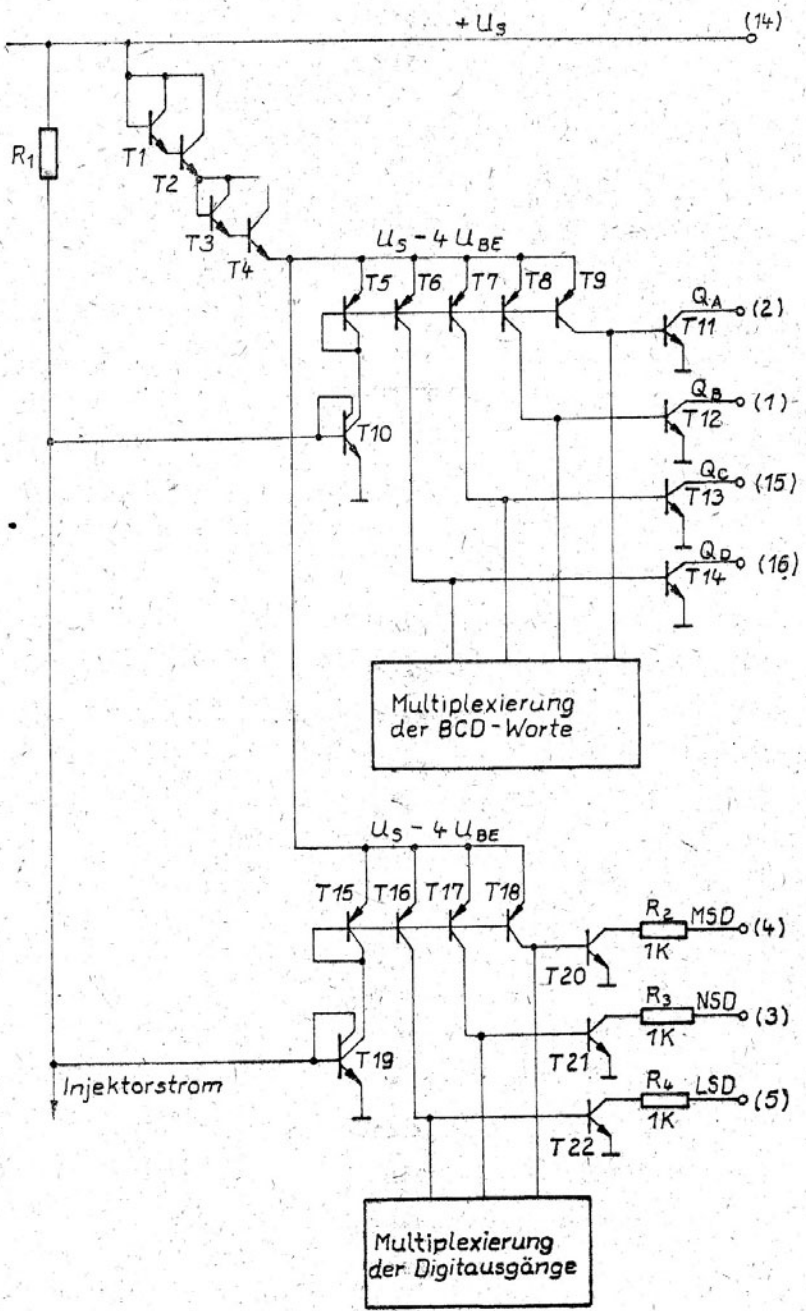 + U_S (14)
R1
T1
T2
T3
T4
U_S - 4 U_BE
T5 T6 T7 T8 T9
Q_A (2)
T11
T10
Q_B (1)
T12
Q_C (15)
T13
Q_D (16)
T14
Multiplexierung
der BCD-Worte
U_S - 4 U_BE
T15 T16 T17 T18
R2 MSD (4)
1K
T20
R3 NSD (3)
1K
T19
T21
Injektorstrom
R4 LSD (5)
1K
T22
Multiplexierung
der Digitausgänge